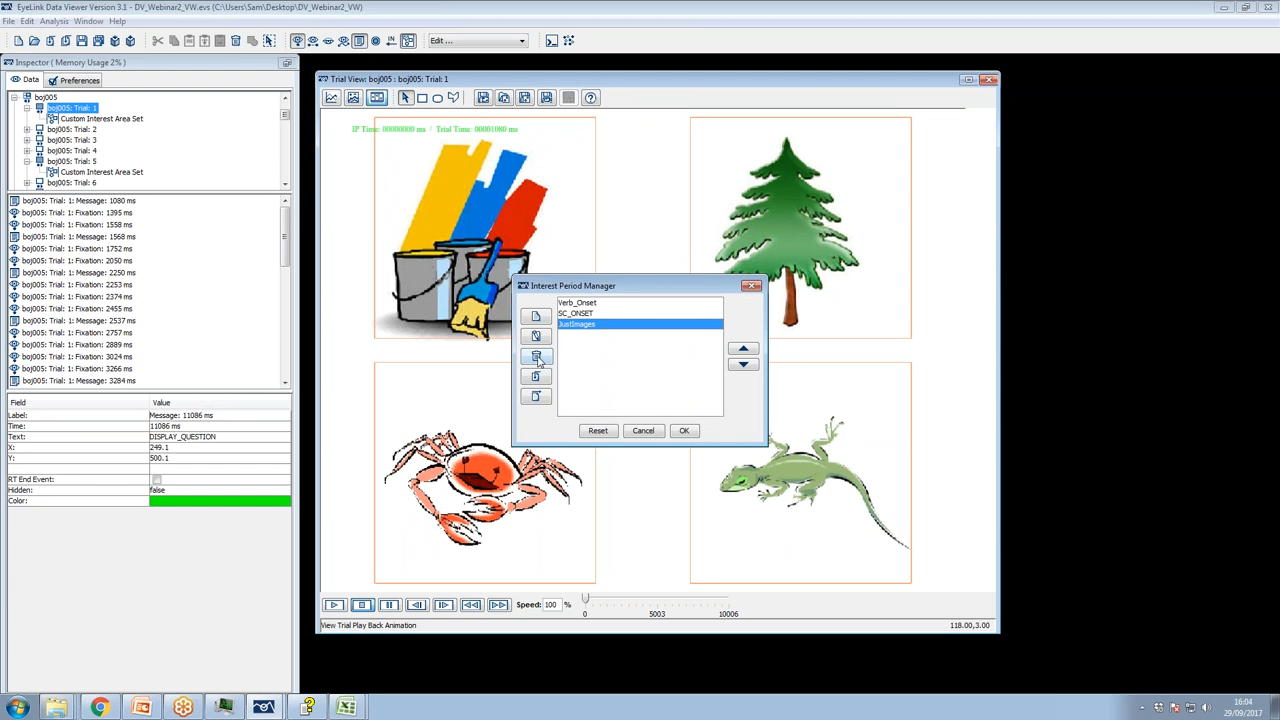 EyeLink Data Viewer Version 3.1 - DV_Webinar2_VW.evs (C:\Users\Sam\Desktop\DV_Webinar2_VW)
File Edit Analysis Window Help
IN Edit ...
Inspector ( Memory Usage 2% )
Data Preferences
boj005
boj005: Trial: 1
Custom Interest Area Set
boj005: Trial: 2
boj005: Trial: 3
boj005: Trial: 4
boj005: Trial: 5
Custom Interest Area Set
boj005: Trial: 6
boj005: Trial: 1: Message: 1080 ms
boj005: Trial: 1: Fixation: 1395 ms
boj005: Trial: 1: Fixation: 1558 ms
boj005: Trial: 1: Message: 1568 ms
boj005: Trial: 1: Fixation: 1752 ms
boj005: Trial: 1: Fixation: 2050 ms
boj005: Trial: 1: Message: 2250 ms
boj005: Trial: 1: Fixation: 2253 ms
boj005: Trial: 1: Fixation: 2374 ms
boj005: Trial: 1: Fixation: 2455 ms
boj005: Trial: 1: Message: 2537 ms
boj005: Trial: 1: Fixation: 2757 ms
boj005: Trial: 1: Fixation: 2889 ms
boj005: Trial: 1: Fixation: 3024 ms
boj005: Trial: 1: Fixation: 3266 ms
boj005: Trial: 1: Message: 3284 ms
Field Value
Label: Message: 11086 ms
Time: 11086 ms
Text: DISPLAY_QUESTION
X: 249.1
Y: 500.1
RT End Event:
Hidden: false
Color:
Trial View: boj005 : boj005: Trial: 1
IP Time: 00000000 ms / Trial Time: 00001080 ms
Interest Period Manager
Verb_Onset
SC_ONSET
JustImages
Reset Cancel OK
Speed: 100 %
0 5003 10006
View Trial Play Back Animation 118.00,3.00
16:04
29/09/2017